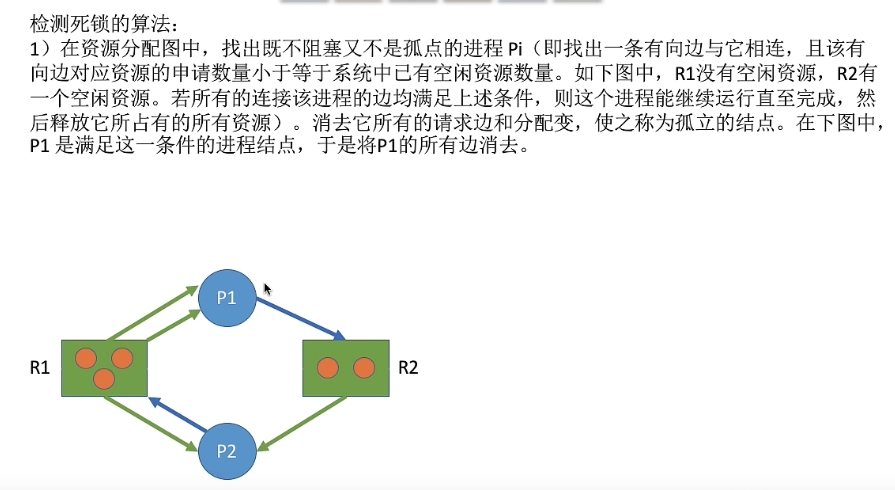 检测死锁的算法：
1）在资源分配图中，找出既不阻塞又不是孤点的进程 Pi（即找出一条有向边与它相连，且该有
向边对应资源的申请数量小于等于系统中已有空闲资源数量。如下图中，R1没有空闲资源，R2有
一个空闲资源。若所有的连接该进程的边均满足上述条件，则这个进程能继续运行直至完成，然
后释放它所占有的所有资源）。消去它所有的请求边和分配变，使之称为孤立的结点。在下图中，
P1 是满足这一条件的进程结点，于是将P1的所有边消去。
P1
R1
R2
P2